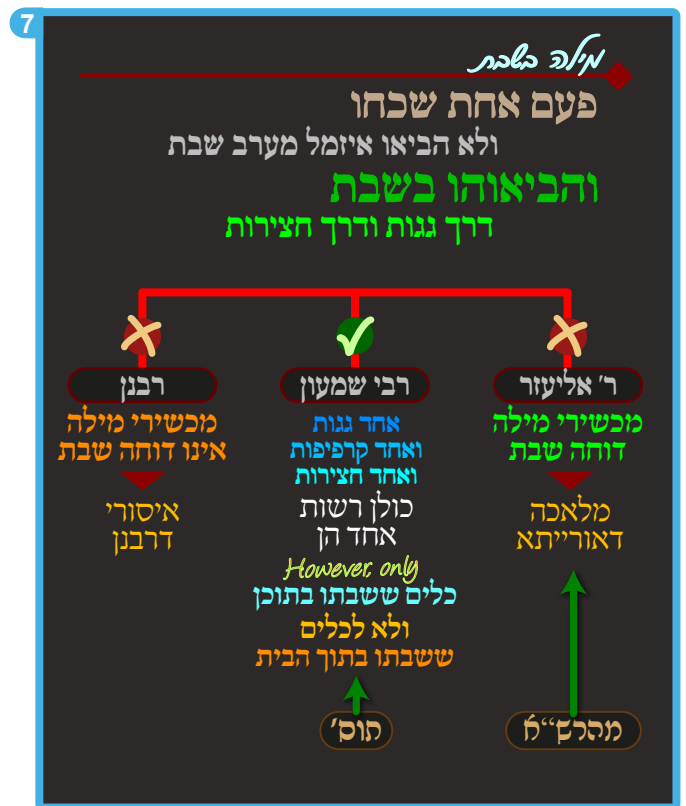 7
מילה בשבת
פעם אחת שכחו
ולא הביאו איזמל מערב שבת
והביאוהו בשבת
דרך גגות ודרך חצירות
ר' אליעזר
מכשירי מילה
דוחה שבת
מלאכה
דאורייתא
מהרש"א
רבי שמעון
אחד גגות
ואחד קרפיפות
ואחד חצירות
כולן רשות
אחד הן
However, only
כלים ששבתו בתוכן
ולא לכלים
ששבתו בתוך הבית
תוס'
רבנן
מכשירי מילה
אינו דוחה שבת
איסורי
דרבנן